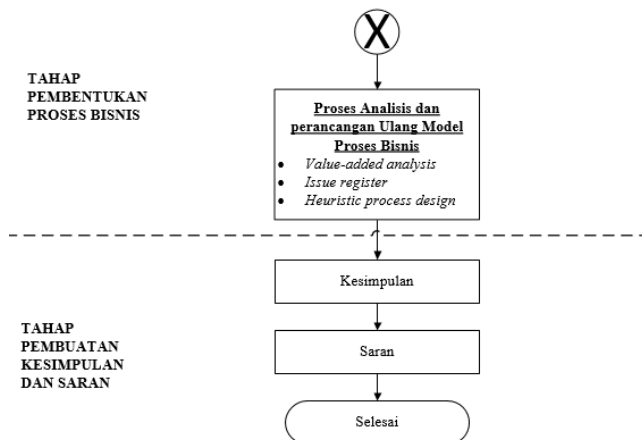 X
TAHAP
PEMBENTUKAN
PROSES BISNIS
Proses Analisis dan
perancangan Ulang Model
Proses Bisnis
• Value-added analysis
• Issue register
• Heuristic process design
Kesimpulan
TAHAP
PEMBUATAN
KESIMPULAN
DAN SARAN
Saran
Selesai